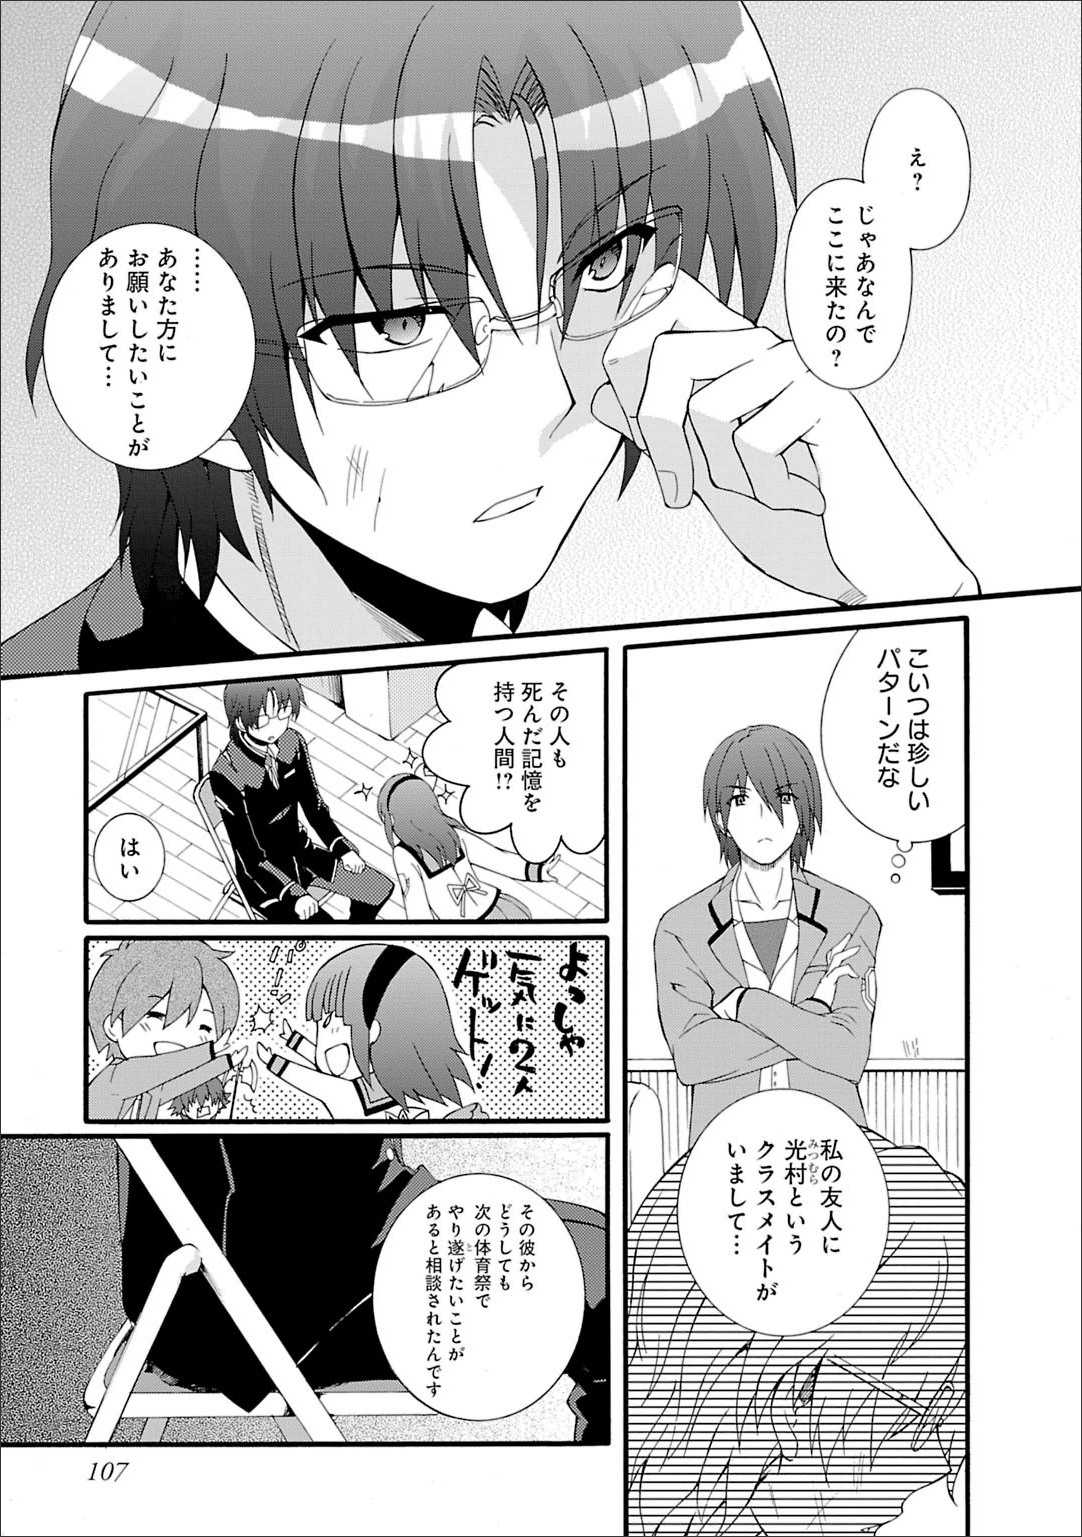 え?
じゃあなんで
ここに来たの?
……
あなた方に
お願いしたいことが
ありまして…
こいつは珍しい
パターンだな
私の友人に
光村という
みつむら
クラスメイトが
いまして…
その人も
死んだ記憶を
持つ人間!?
はい
よっしゃ
一気に2人
ゲット!
その彼から
どうしても
次の体育祭で
やり遂げたいことが
と
あると相談されたんです
107